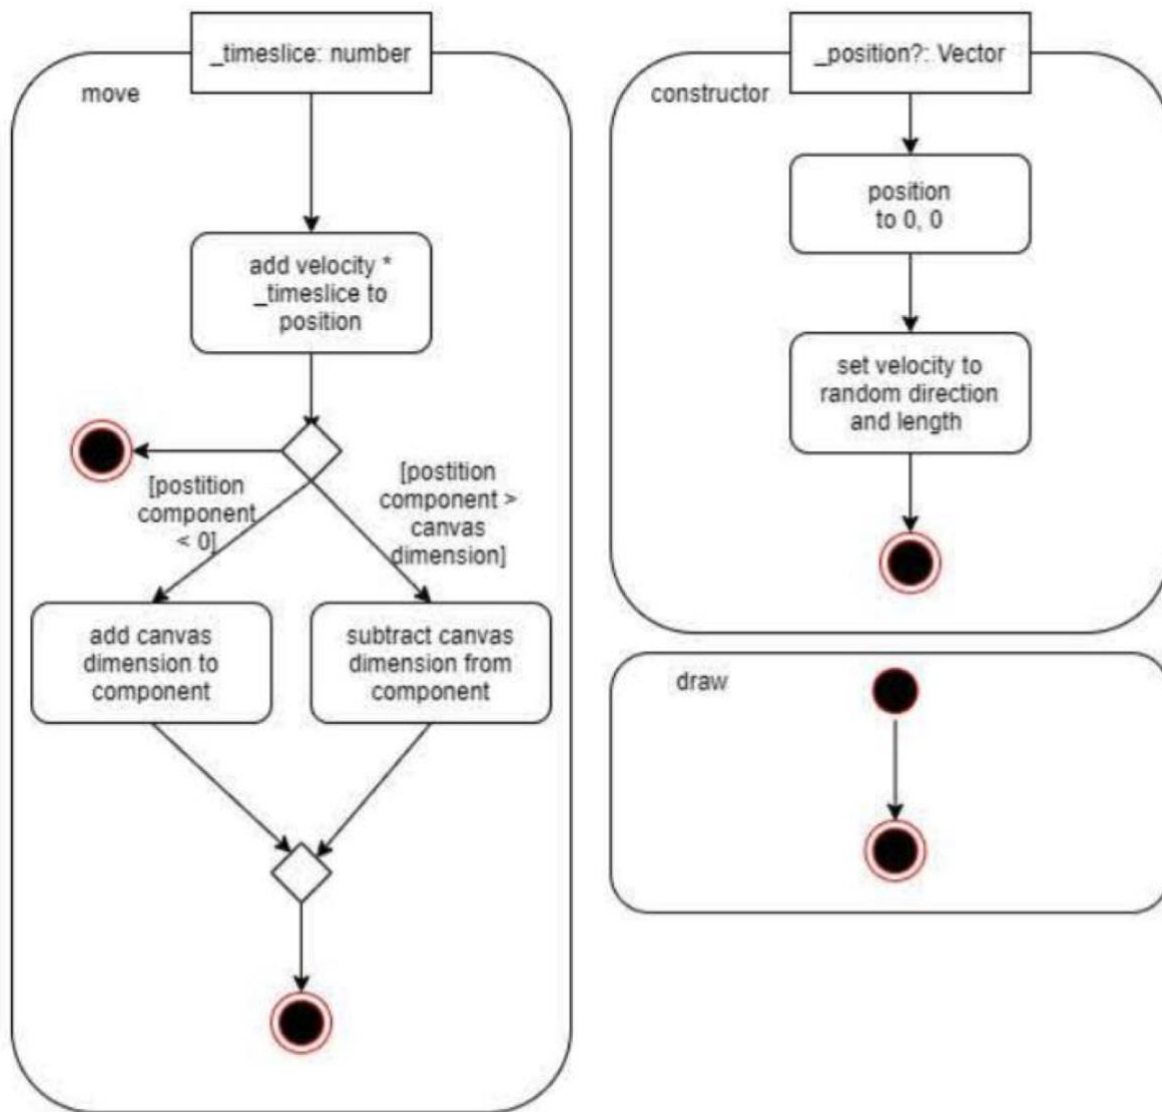 _timeslice: number
move
add velocity *
_timeslice to
position
[postition
component
< 0]
[postition
component >
canvas
dimension]
add canvas
dimension to
component
subtract canvas
dimension from
component
_position?: Vector
constructor
position
to 0, 0
set velocity to
random direction
and length
draw